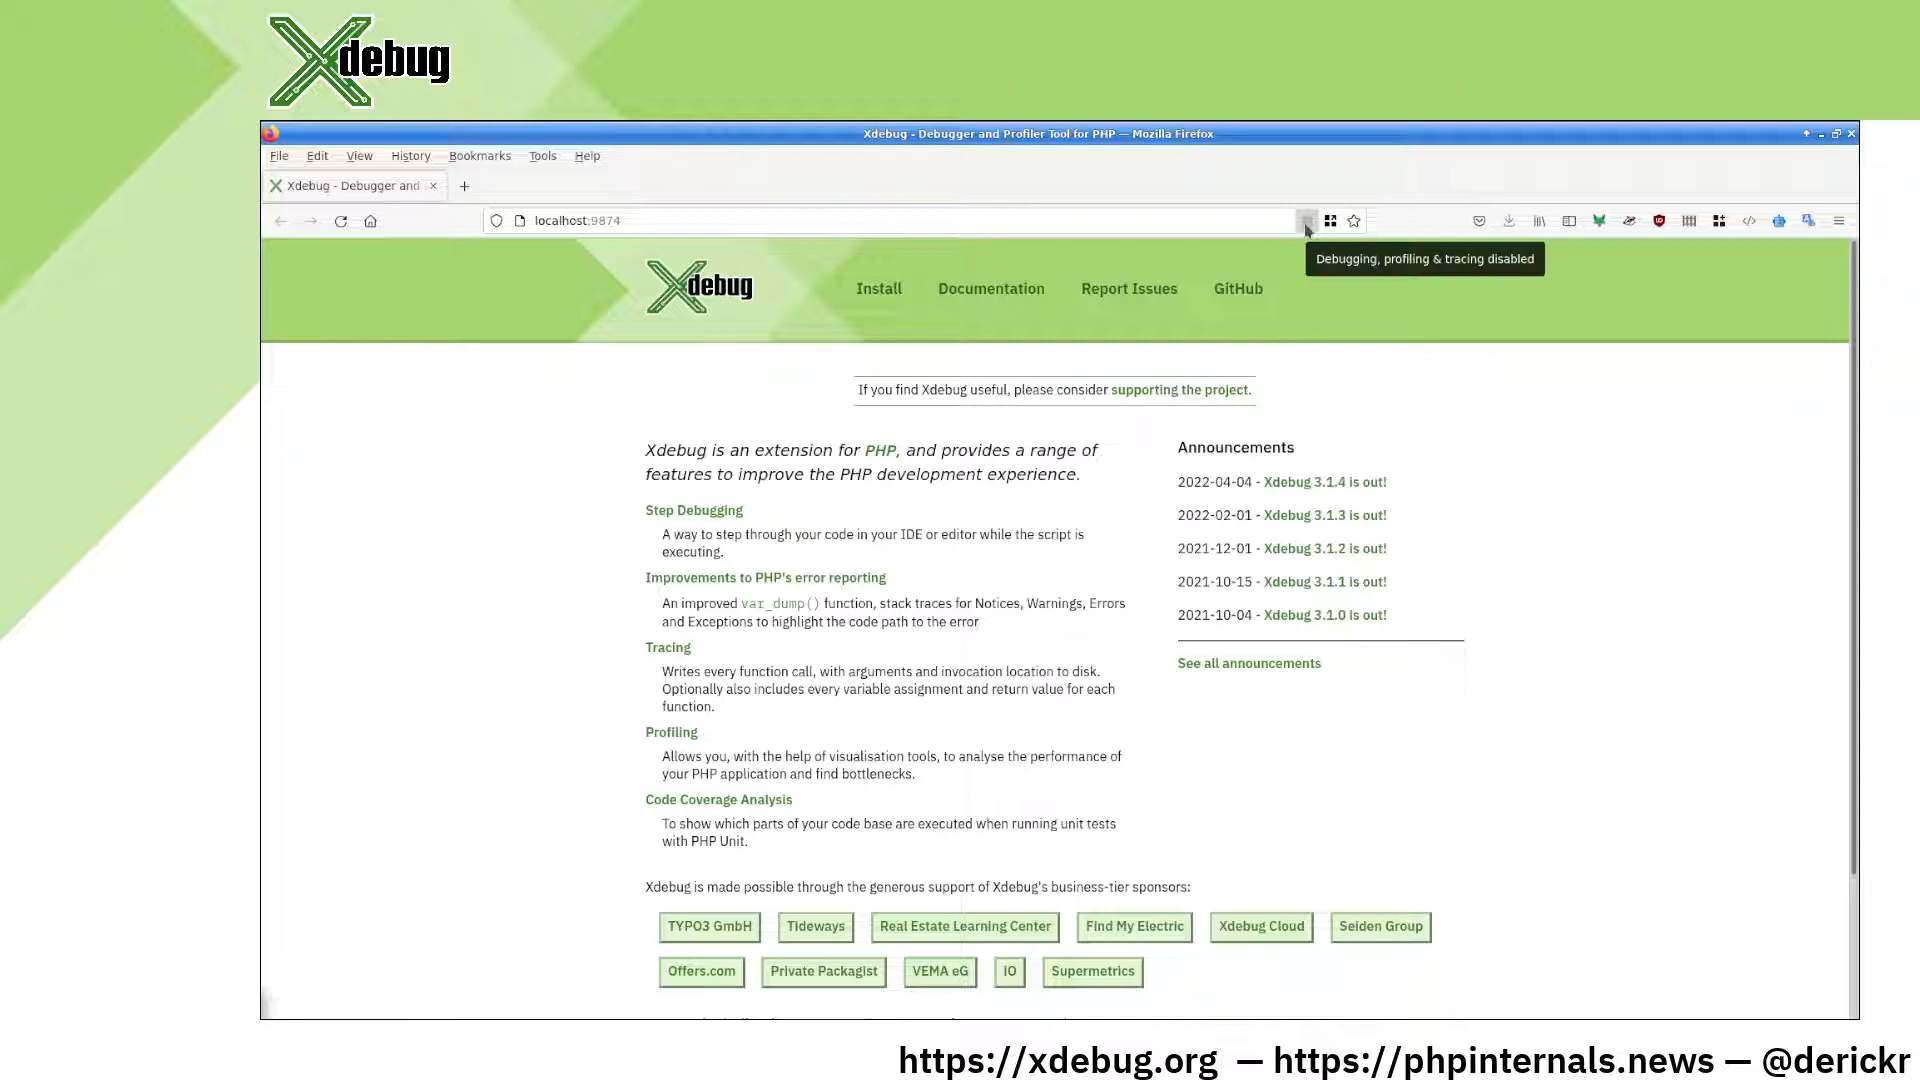 Xdebug
Xdebug - Debugger and Profiler Tool for PHP — Mozilla Firefox
File Edit View History Bookmarks Tools Help
Xdebug - Debugger and
localhost:9874
Debugging, profiling & tracing disabled
Xdebug
Install Documentation Report Issues GitHub
If you find Xdebug useful, please consider supporting the project.
Xdebug is an extension for PHP, and provides a range of
features to improve the PHP development experience.
Step Debugging
A way to step through your code in your IDE or editor while the script is
executing.
Improvements to PHP's error reporting
An improved var_dump() function, stack traces for Notices, Warnings, Errors
and Exceptions to highlight the code path to the error
Tracing
Writes every function call, with arguments and invocation location to disk.
Optionally also includes every variable assignment and return value for each
function.
Profiling
Allows you, with the help of visualisation tools, to analyse the performance of
your PHP application and find bottlenecks.
Code Coverage Analysis
To show which parts of your code base are executed when running unit tests
with PHP Unit.
Announcements
2022-04-04 - Xdebug 3.1.4 is out!
2022-02-01 - Xdebug 3.1.3 is out!
2021-12-01 - Xdebug 3.1.2 is out!
2021-10-15 - Xdebug 3.1.1 is out!
2021-10-04 - Xdebug 3.1.0 is out!
See all announcements
Xdebug is made possible through the generous support of Xdebug's business-tier sponsors:
TYPO3 GmbH Tideways Real Estate Learning Center Find My Electric Xdebug Cloud Seiden Group
Offers.com Private Packagist VEMA eG iO Supermetrics
https://xdebug.org — https://phpinternals.news — @derickr